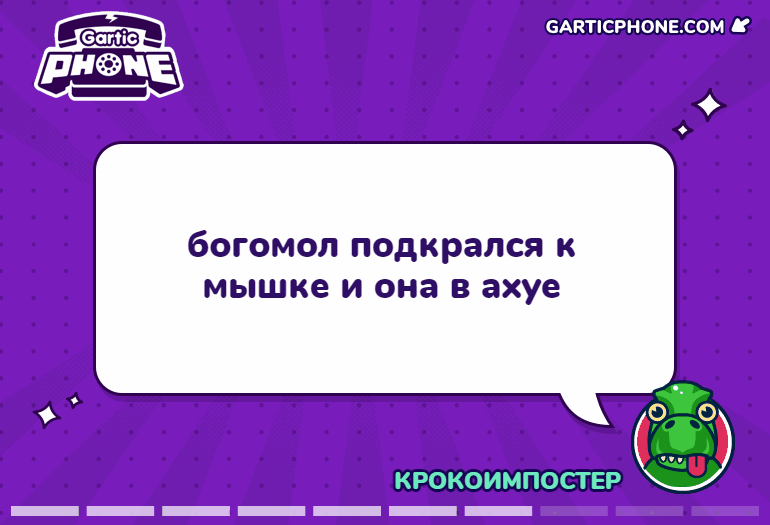 Gartic
PHONE
GARTICPHONE.COM
богомол подкрался к
мышке и она в ахуе
КРОКОИМПОСТЕР